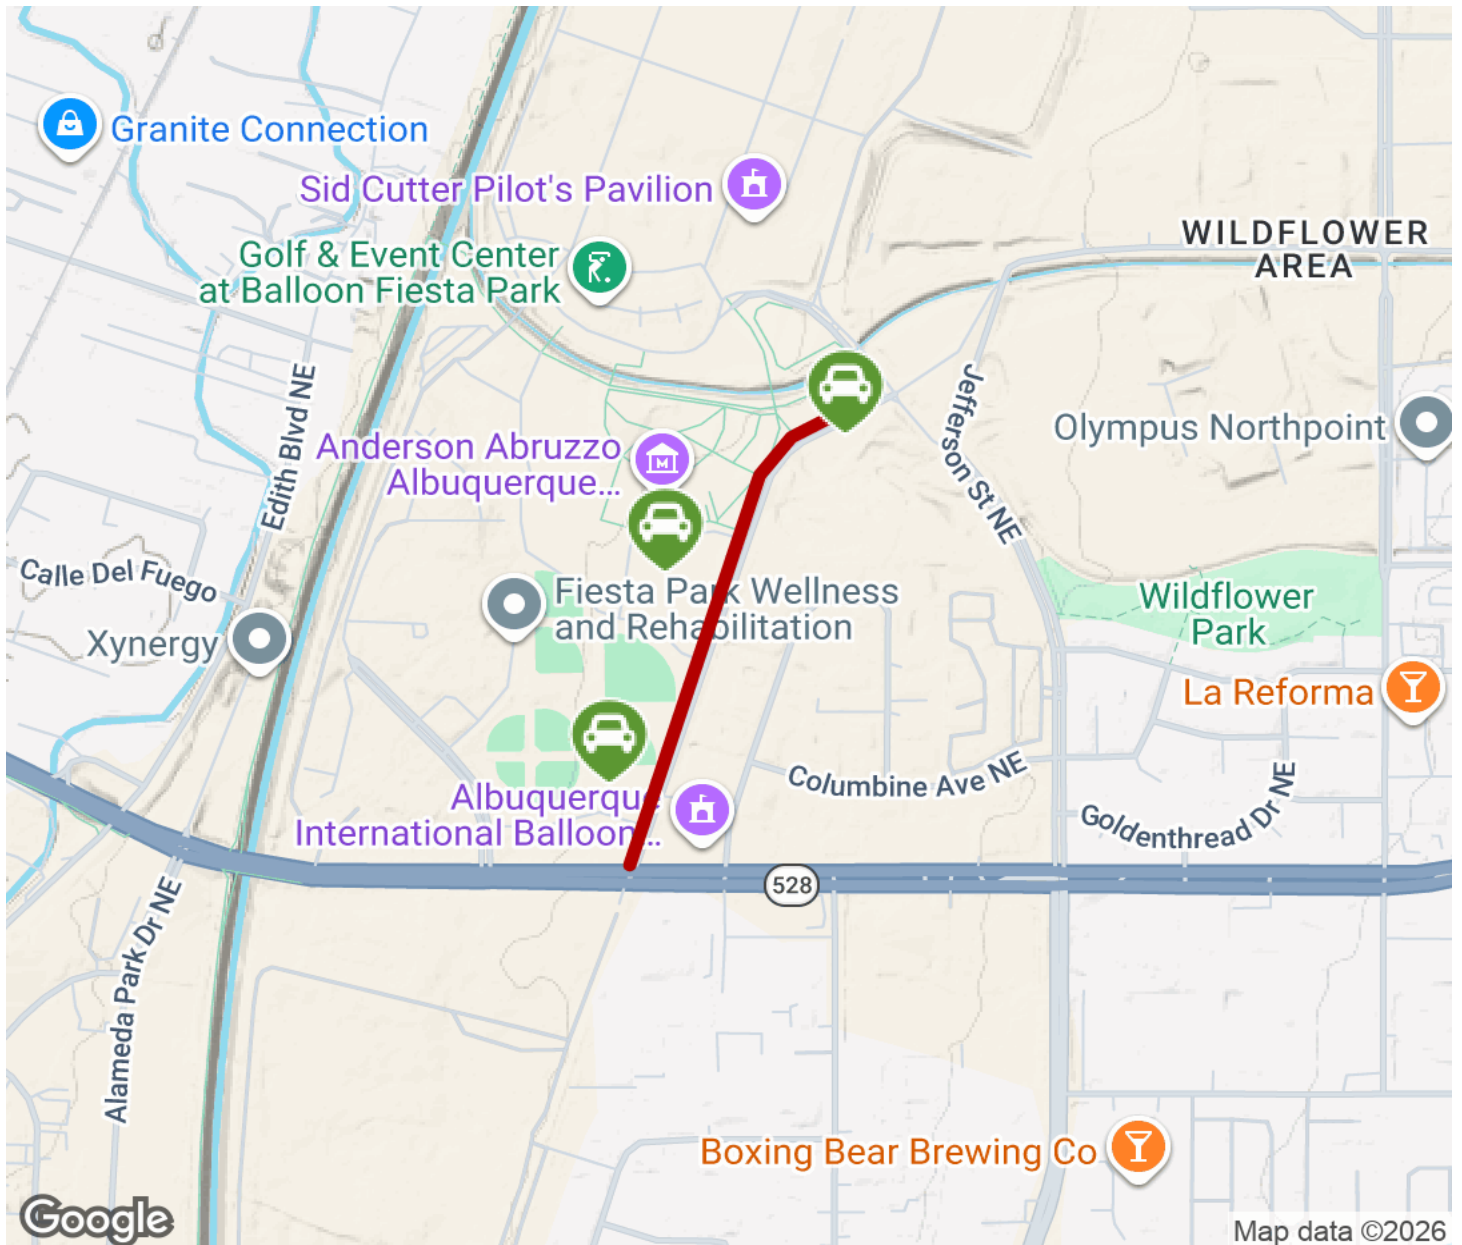 Granite Connection
Sid Cutter Pilot's Pavilion
WILDFLOWER
AREA
Golf & Event Center
at Balloon Fiesta Park
Edith Blvd NE
Jefferson St NE
Olympus Northpoint
Anderson Abruzzo
Albuquerque...
Calle Del Fuego
Fiesta Park Wellness
and Rehabilitation
Wildflower
Park
Xynergy
La Reforma
Columbine Ave NE
Goldenthread Dr NE
Albuquerque
International Balloon...
528
Alameda Park Dr NE
Boxing Bear Brewing Co
Google
Map data ©2026